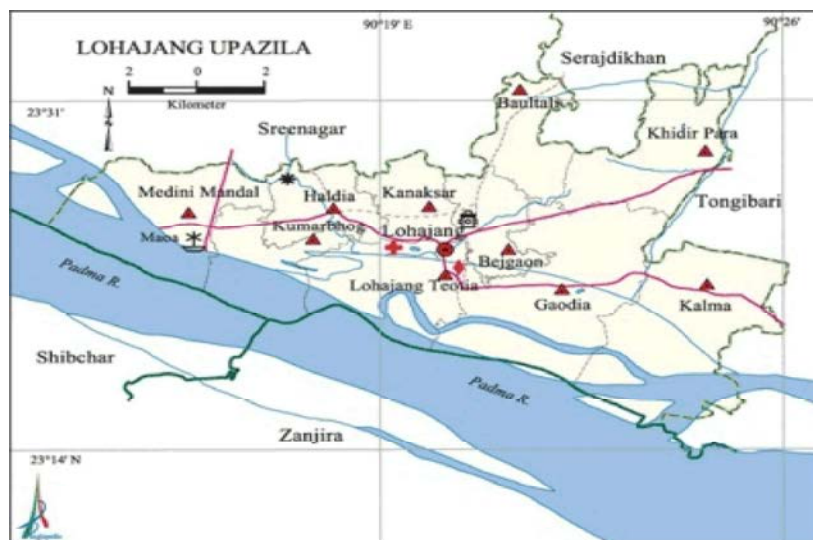 90°19' E
90°26'
LOHAJANG UPAZILA
2 0 2
Kilometer
Serajdikhan
23°31'
N
Baultali
Sreenagar
Khidir Para
Medini Mandal
Haldia
Kanaksar
Tongibari
Kumarbhog
Lohajang
Maoa
Bejgaon
Padma R.
Lohajang Teotia
Gaodia
Kalma
Shibchar
Padma R.
Zanjira
23°14' N